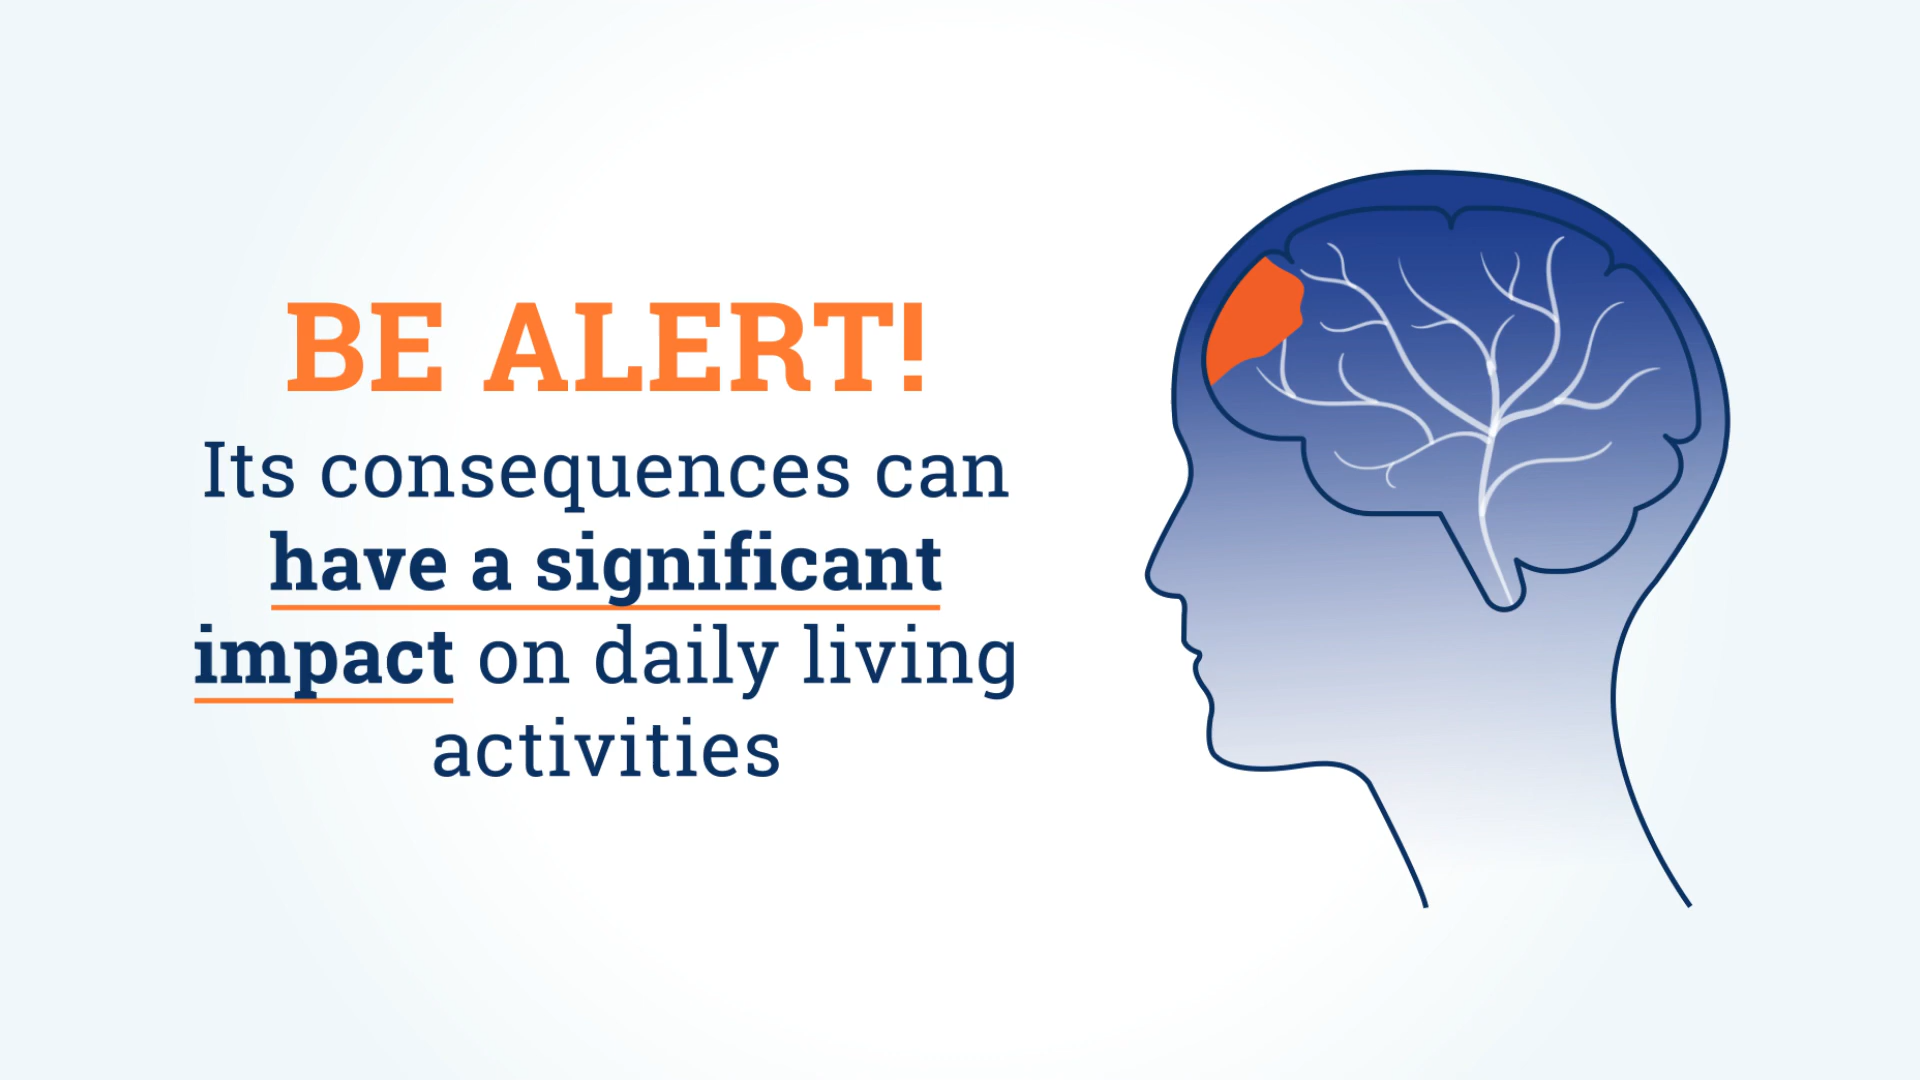 BE ALERT!
Its consequences can
have a significant
impact on daily living
activities